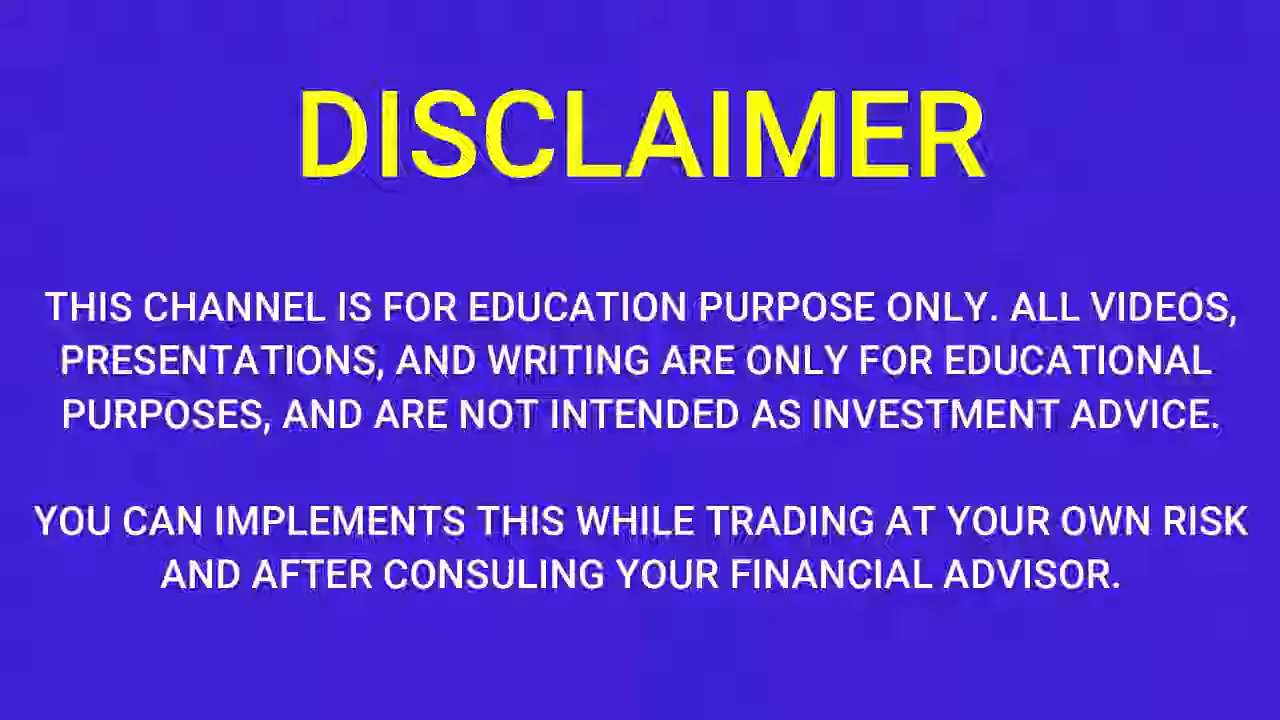 DISCLAIMER
THIS CHANNEL IS FOR EDUCATION PURPOSE ONLY. ALL VIDEOS,
PRESENTATIONS, AND WRITING ARE ONLY FOR EDUCATIONAL
PURPOSES, AND ARE NOT INTENDED AS INVESTMENT ADVICE.
YOU CAN IMPLEMENTS THIS WHILE TRADING AT YOUR OWN RISK
AND AFTER CONSULING YOUR FINANCIAL ADVISOR.